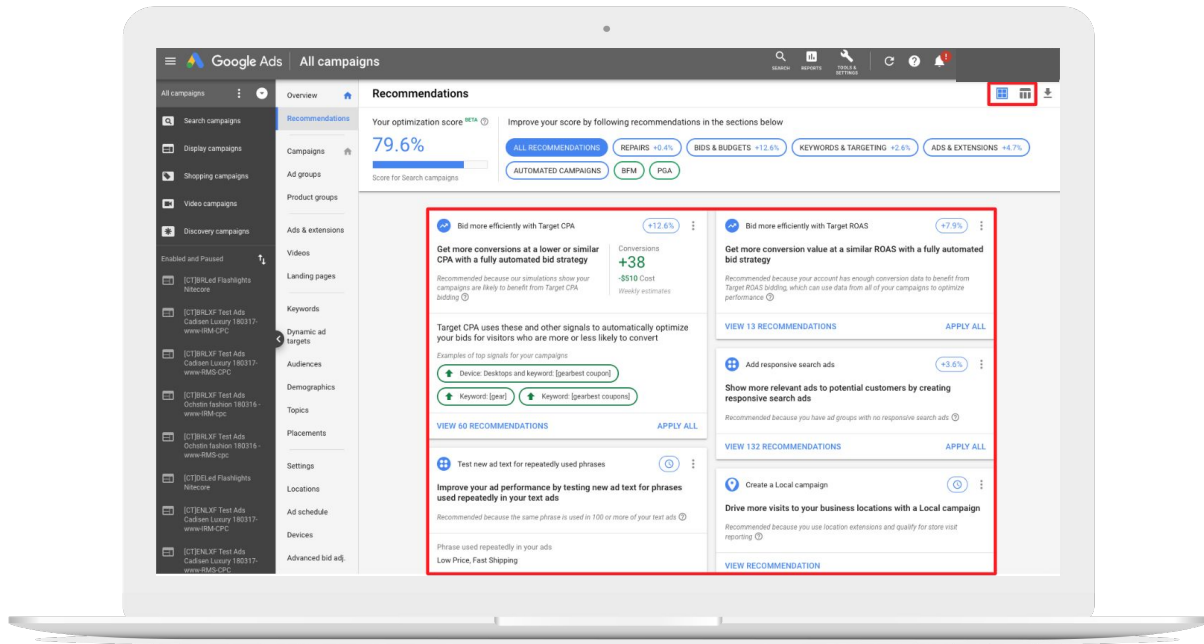 Google Ads All campaigns
SEARCH
REPORTS
TOOLS & SETTINGS
All campaigns
Search campaigns
Display campaigns
Shopping campaigns
Video campaigns
Discovery campaigns
Enabled and Paused
[CT]BRLed Flashlights
Nitecore
[CT]BRLXF Test Ads
Cadisen Luxury 180317-
www-IRM-CPC
[CT]BRLXF Test Ads
Cadisen Luxury 180317-
www-RMS-CPC
[CT]BRLXF Test Ads
Ochstin fashion 180316 -
www-IRM-cpc
[CT]BRLXF Test Ads
Ochstin fashion 180316 -
www-RMS-cpc
[CT]DELed Flashlights
Nitecore
[CT]ENLXF Test Ads
Cadisen Luxury 180317-
www-IRM-CPC
[CT]ENLXF Test Ads
Cadisen Luxury 180317-
www-RMS-CPC
Overview
Recommendations
Campaigns
Ad groups
Product groups
Ads & extensions
Videos
Landing pages
Keywords
Dynamic ad
targets
Audiences
Demographics
Topics
Placements
Settings
Locations
Ad schedule
Devices
Advanced bid adj.
Recommendations
Your optimization score BETA
79.6%
Score for Search campaigns
Improve your score by following recommendations in the sections below
ALL RECOMMENDATIONS REPAIRS +0.4% BIDS & BUDGETS +12.6% KEYWORDS & TARGETING +2.6% ADS & EXTENSIONS +4.7%
AUTOMATED CAMPAIGNS BFM PGA
Bid more efficiently with Target CPA +12.6%
Get more conversions at a lower or similar
CPA with a fully automated bid strategy
Recommended because our simulations show your
campaigns are likely to benefit from Target CPA
bidding
Conversions
+38
-$510 Cost
Weekly estimates
Target CPA uses these and other signals to automatically optimize
your bids for visitors who are more or less likely to convert
Examples of top signals for your campaigns
Device: Desktops and keyword: [gearbest coupon]
Keyword: [gear] Keyword: [gearbest coupons]
VIEW 60 RECOMMENDATIONS APPLY ALL
Test new ad text for repeatedly used phrases
Improve your ad performance by testing new ad text for phrases
used repeatedly in your text ads
Recommended because the same phrase is used in 100 or more of your text ads
Phrase used repeatedly in your ads
Low Price, Fast Shipping
Bid more efficiently with Target ROAS +7.9%
Get more conversion value at a similar ROAS with a fully automated
bid strategy
Recommended because your account has enough conversion data to benefit from
Target ROAS bidding, which can use data from all of your campaigns to optimize
performance
VIEW 13 RECOMMENDATIONS APPLY ALL
Add responsive search ads +3.6%
Show more relevant ads to potential customers by creating
responsive search ads
Recommended because you have ad groups with no responsive search ads
VIEW 132 RECOMMENDATIONS APPLY ALL
Create a Local campaign
Drive more visits to your business locations with a Local campaign
Recommended because you use location extensions and qualify for store visit
reporting
VIEW RECOMMENDATION